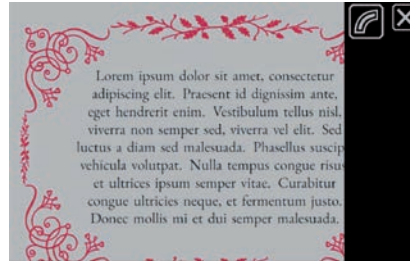 Lorem ipsum dolor sit amet, consectetur
adipiscing elit. Praesent id dignissim ante,
eget hendrerit enim. Vestibulum tellus nisl,
viverra non semper sed, viverra vel elit. Sed
luctus a diam sed malesuada. Phasellus suscip
vehicula volutpat. Nulla tempus congue risus
et ultrices ipsum semper vitae. Curabitur
congue ultricies neque, et fermentum justo.
Donec mollis mi et dui semper malesuada.